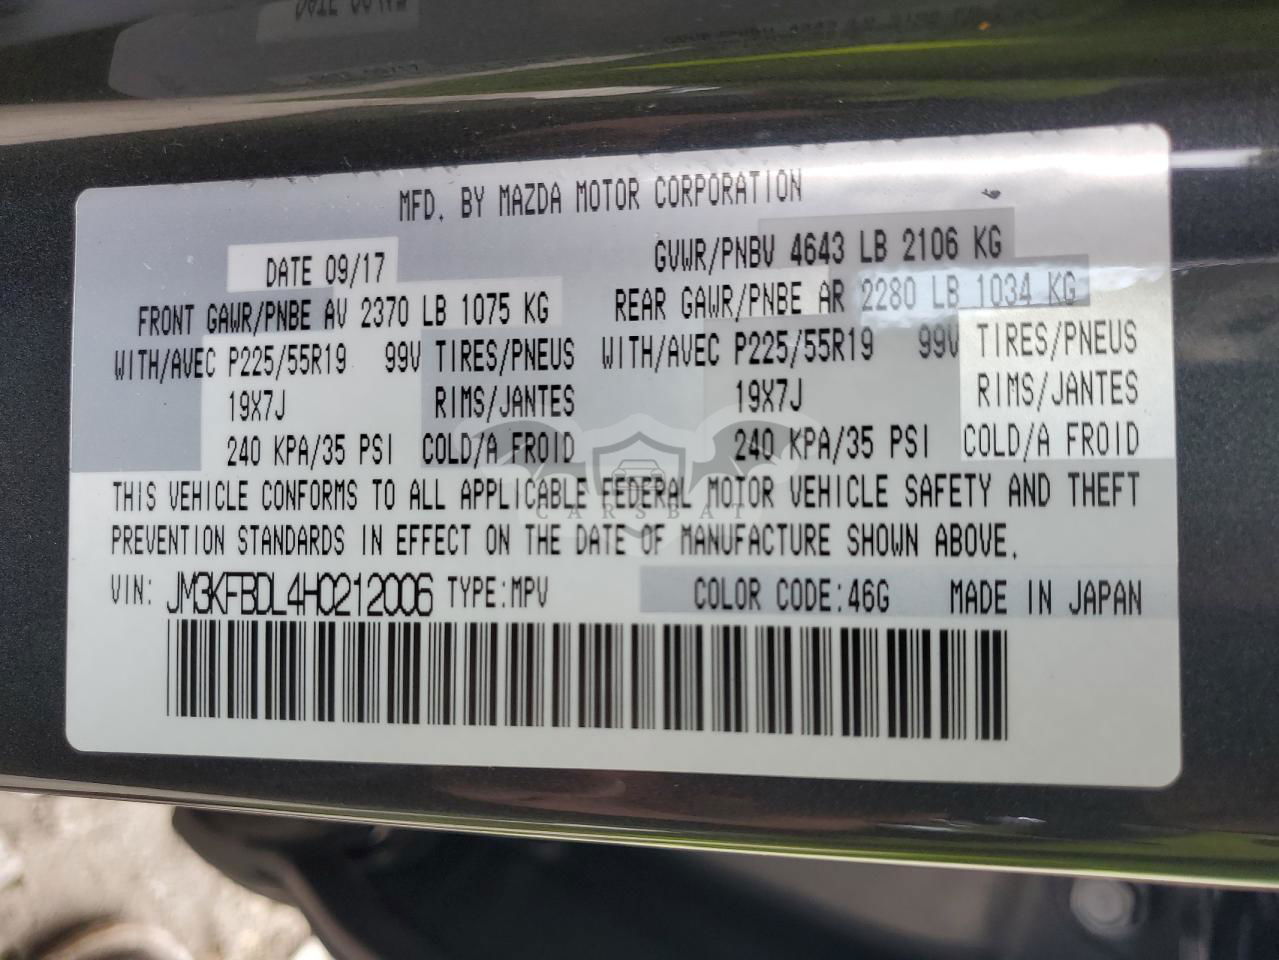 MFD. BY MAZDA MOTOR CORPORATION
DATE 09/17 GVWR/PNBV 4643 LB 2106 KG
FRONT GAWR/PNBE AV 2370 LB 1075 KG REAR GAWR/PNBE AR 2280 LB 1034 KG
WITH/AVEC P225/55R19 99V TIRES/PNEUS WITH/AVEC P225/55R19 99V TIRES/PNEUS
19X7J RIMS/JANTES 19X7J RIMS/JANTES
240 KPA/35 PSI COLD/A FROID 240 KPA/35 PSI COLD/A FROID
THIS VEHICLE CONFORMS TO ALL APPLICABLE FEDERAL MOTOR VEHICLE SAFETY AND THEFT
CARSBAT
PREVENTION STANDARDS IN EFFECT ON THE DATE OF MANUFACTURE SHOWN ABOVE.
VIN: JM3KFBDL4H0212006 TYPE:MPV COLOR CODE:46G MADE IN JAPAN